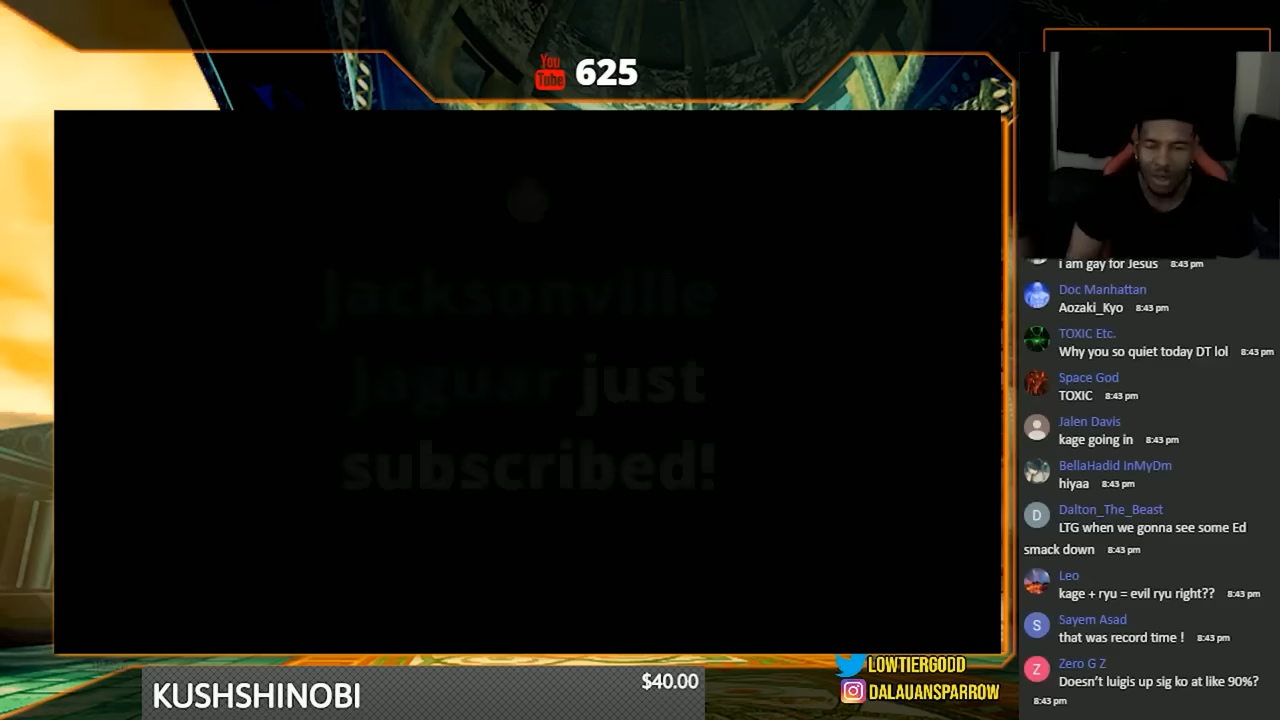 You
Tube 625
Jacksonville
Jaguar just
subscribed!
i am gay for Jesus 8:43 pm
Doc Manhattan
Aozaki_Kyo 8:43 pm
TOXIC Etc.
Why you so quiet today DT lol 8:43 pm
Space God
TOXIC 8:43 pm
Jalen Davis
kage going in 8:43 pm
BellaHadid InMyDm
hiyaa 8:43 pm
D Dalton_The_Beast
LTG when we gonna see some Ed
smack down 8:43 pm
Leo
kage + ryu = evil ryu right?? 8:43 pm
S Sayem Asad
that was record time ! 8:43 pm
Z Zero G Z
Doesn't luigis up sig ko at like 90%?
8:43 pm
LOWTIERGODD
DALAUANSPARROW
KUSHSHINOBI $40.00